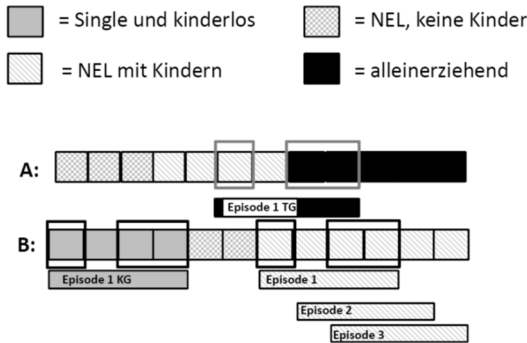 = Single und kinderlos
= NEL, keine Kinder
= NEL mit Kindern
= alleinerziehend
A:
Episode 1 TG
B:
Episode 1 KG
Episode 1
Episode 2
Episode 3